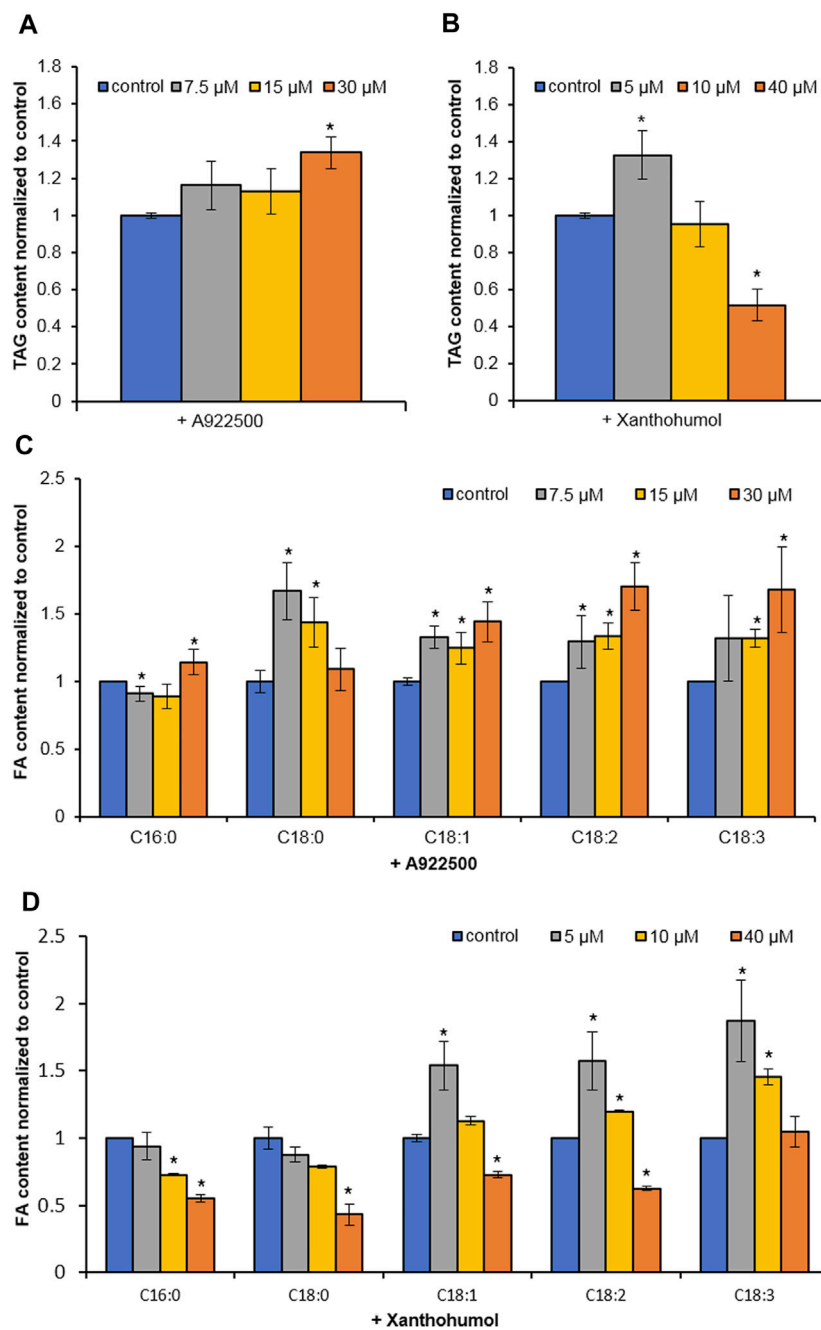 A
TAG content normalized to control
1.8
1.6
1.4
1.2
1
0.8
0.6
0.4
0.2
0
control 7.5 µM 15 µM 30 µM
*
+ A922500
B
TAG content normalized to control
1.8
1.6
1.4
1.2
1
0.8
0.6
0.4
0.2
0
control 5 µM 10 µM 40 µM
*
*
+ Xanthohumol
C
FA content normalized to control
2.5
2
1.5
1
0.5
0
control 7.5 µM 15 µM 30 µM
* * * * * * * * * * * *
C16:0 C18:0 C18:1 C18:2 C18:3
+ A922500
D
FA content normalized to control
2.5
2
1.5
1
0.5
0
control 5 µM 10 µM 40 µM
* * * * * * * * * *
C16:0 C18:0 C18:1 C18:2 C18:3
+ Xanthohumol